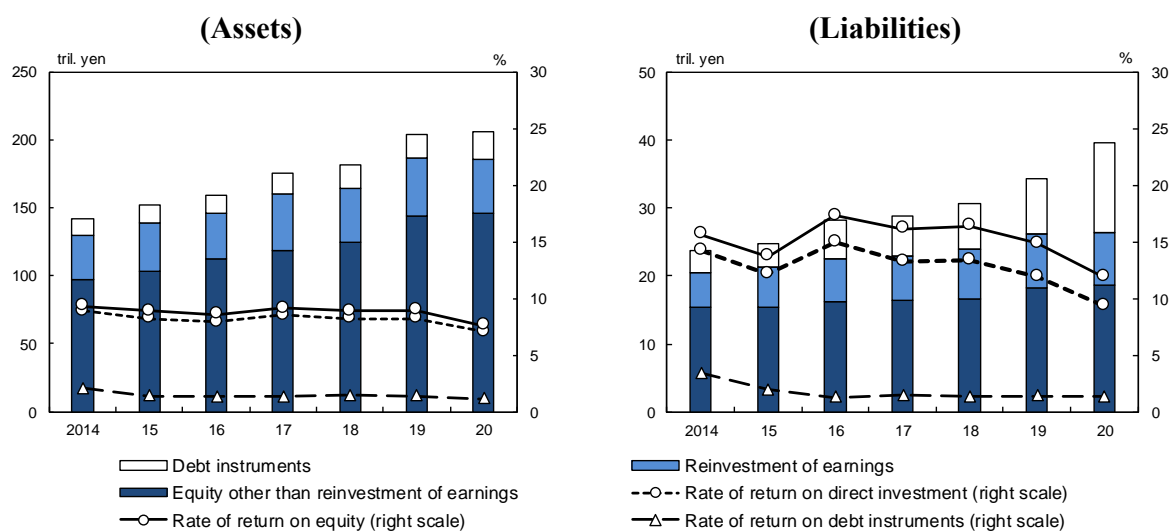 (Assets)
(Liabilities)
tril. yen
%
tril. yen
%
250
200
150
100
50
0
30
25
20
15
10
5
0
50
40
30
20
10
0
30
25
20
15
10
5
0
2014 15 16 17 18 19 20
2014 15 16 17 18 19 20
Debt instruments
Equity other than reinvestment of earnings
Rate of return on equity (right scale)
Reinvestment of earnings
Rate of return on direct investment (right scale)
Rate of return on debt instruments (right scale)